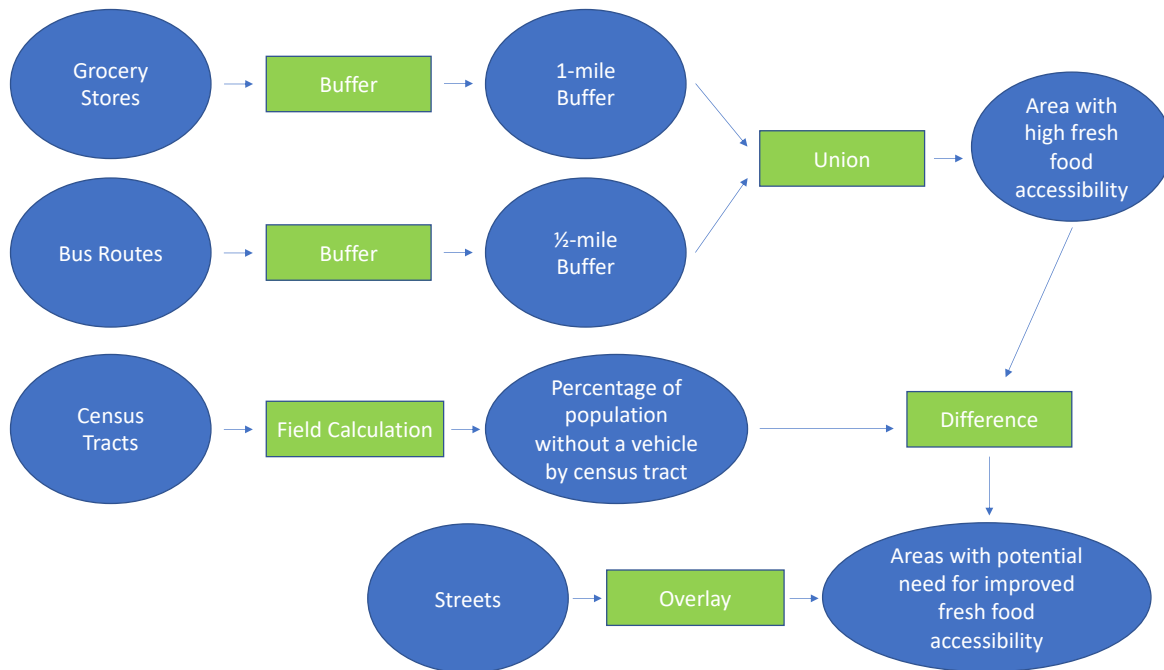 Grocery
Stores
Buffer
1-mile
Buffer
Union
Area with
high fresh
food
accessibility
Bus Routes
Buffer
½-mile
Buffer
Census
Tracts
Field Calculation
Percentage of
population
without a vehicle
by census tract
Difference
Streets
Overlay
Areas with potential
need for improved
fresh food
accessibility